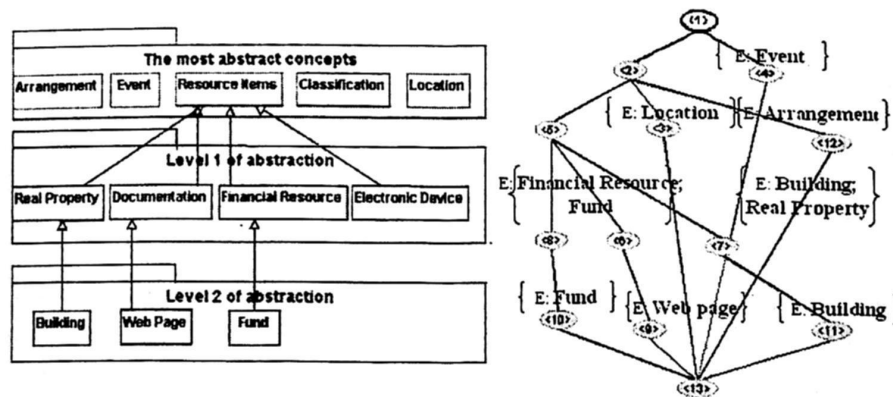 The most abstract concepts
Arrangement
Event
Resource Items
Classification
Location
Level 1 of abstraction
Real Property
Documentation
Financial Resource
Electronic Device
Level 2 of abstraction
Building
Web Page
Fund
<1>
{ E: Event }
<2>
<4>
{ E: Location }
{ E: Arrangement }
<5>
<3>
<12>
{ E: Financial Resource;
Fund }
{ E: Building;
Real Property }
<8>
<6>
<7>
{ E: Fund }
{ E: Web page }
{ E: Building }
<10>
<9>
<11>
<13>